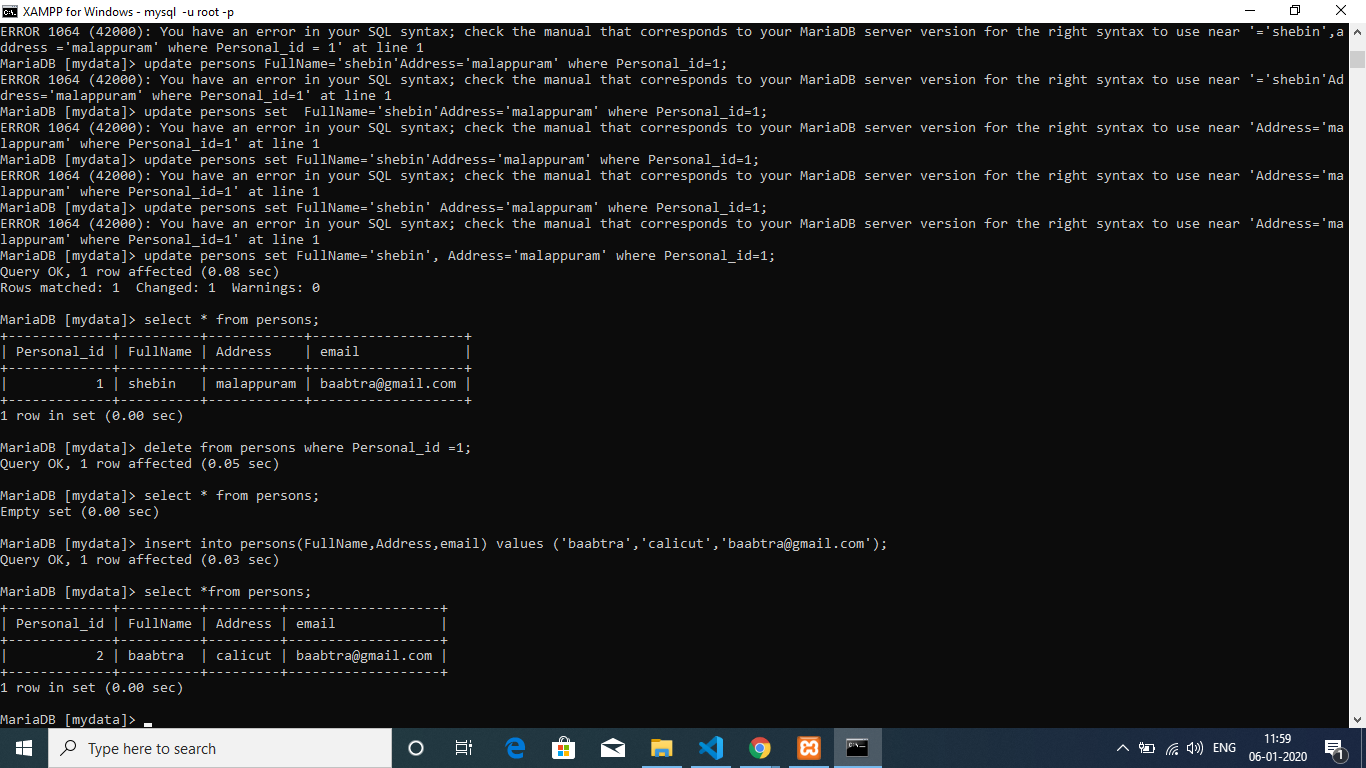 XAMPP for Windows - mysql -u root -p
ERROR 1064 (42000): You have an error in your SQL syntax; check the manual that corresponds to your MariaDB server version for the right syntax to use near '='shebin',a
ddress ='malappuram' where Personal_id = 1' at line 1
MariaDB [mydata]> update persons FullName='shebin'Address='malappuram' where Personal_id=1;
ERROR 1064 (42000): You have an error in your SQL syntax; check the manual that corresponds to your MariaDB server version for the right syntax to use near '='shebin'Ad
dress='malappuram' where Personal_id=1' at line 1
MariaDB [mydata]> update persons set  FullName='shebin'Address='malappuram' where Personal_id=1;
ERROR 1064 (42000): You have an error in your SQL syntax; check the manual that corresponds to your MariaDB server version for the right syntax to use near 'Address='ma
lappuram' where Personal_id=1' at line 1
MariaDB [mydata]> update persons set FullName='shebin'Address='malappuram' where Personal_id=1;
ERROR 1064 (42000): You have an error in your SQL syntax; check the manual that corresponds to your MariaDB server version for the right syntax to use near 'Address='ma
lappuram' where Personal_id=1' at line 1
MariaDB [mydata]> update persons set FullName='shebin' Address='malappuram' where Personal_id=1;
ERROR 1064 (42000): You have an error in your SQL syntax; check the manual that corresponds to your MariaDB server version for the right syntax to use near 'Address='ma
lappuram' where Personal_id=1' at line 1
MariaDB [mydata]> update persons set FullName='shebin', Address='malappuram' where Personal_id=1;
Query OK, 1 row affected (0.08 sec)
Rows matched: 1  Changed: 1  Warnings: 0
MariaDB [mydata]> select * from persons;
+-------------+----------+------------+-------------------+
| Personal_id | FullName | Address    | email             |
+-------------+----------+------------+-------------------+
|           1 | shebin   | malappuram | baabtra@gmail.com |
+-------------+----------+------------+-------------------+
1 row in set (0.00 sec)
MariaDB [mydata]> delete from persons where Personal_id =1;
Query OK, 1 row affected (0.05 sec)
MariaDB [mydata]> select * from persons;
Empty set (0.00 sec)
MariaDB [mydata]> insert into persons(FullName,Address,email) values ('baabtra','calicut','baabtra@gmail.com');
Query OK, 1 row affected (0.03 sec)
MariaDB [mydata]> select *from persons;
+-------------+----------+---------+-------------------+
| Personal_id | FullName | Address | email             |
+-------------+----------+---------+-------------------+
|           2 | baabtra  | calicut | baabtra@gmail.com |
+-------------+----------+---------+-------------------+
1 row in set (0.00 sec)
MariaDB [mydata]> _
Type here to search
ENG
11:59
06-01-2020
1